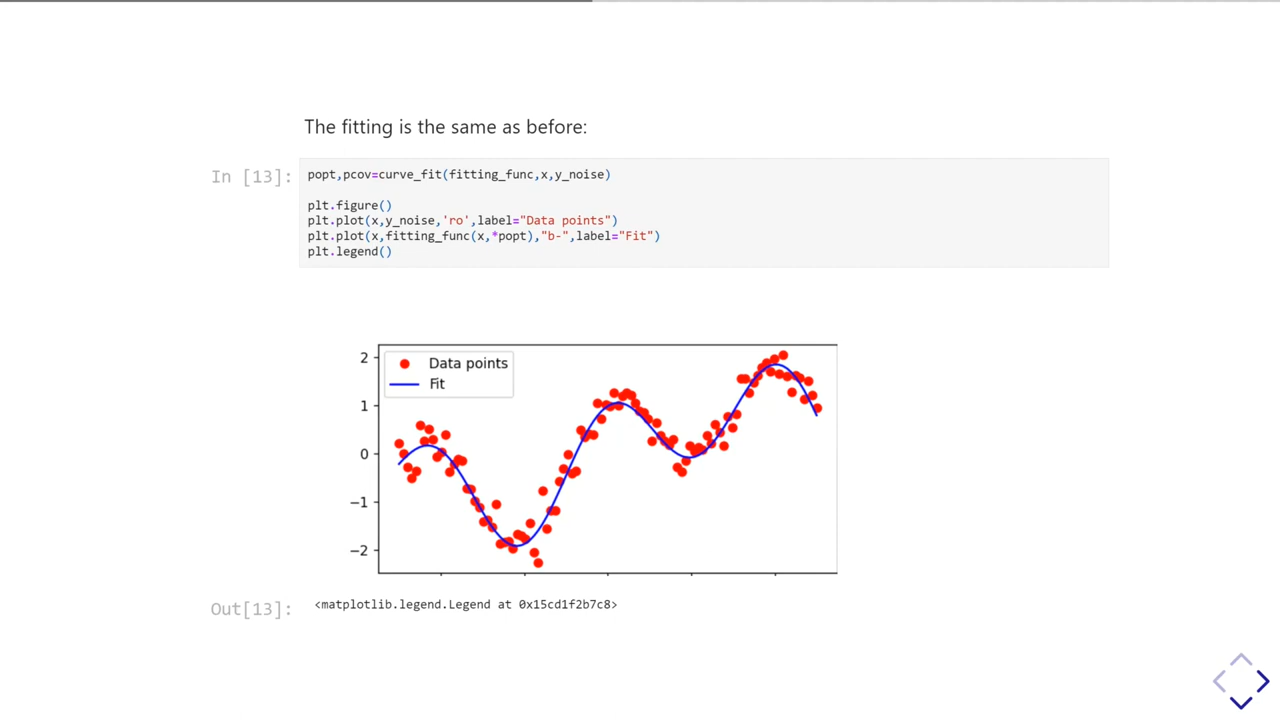 The fitting is the same as before:
In [13]:
popt,pcov=curve_fit(fitting_func,x,y_noise)
plt.figure()
plt.plot(x,y_noise,'ro',label="Data points")
plt.plot(x,fitting_func(x,*popt),"b-",label="Fit")
plt.legend()
2
1
0
−1
−2
Data points
Fit
Out[13]:
<matplotlib.legend.Legend at 0x15cd1f2b7c8>